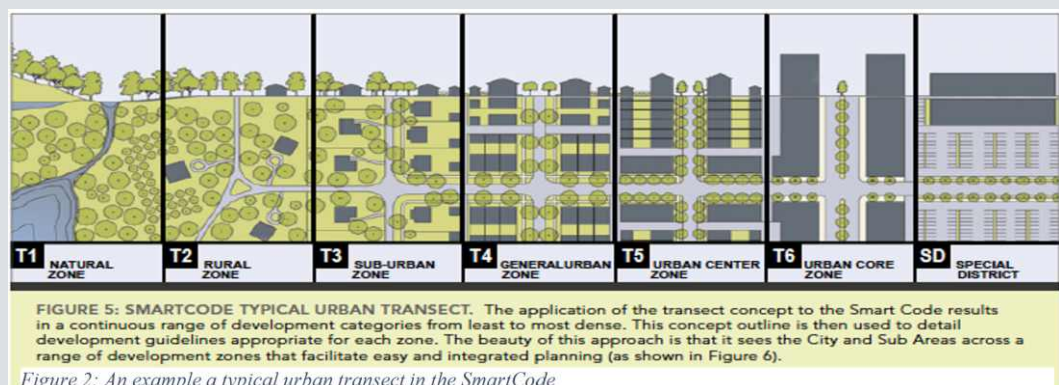 T1 NATURAL ZONE
T2 RURAL ZONE
T3 SUB-URBAN ZONE
T4 GENERALURBAN ZONE
T5 URBAN CENTER ZONE
T6 URBAN CORE ZONE
SD SPECIAL DISTRICT
FIGURE 5: SMARTCODE TYPICAL URBAN TRANSECT. The application of the transect concept to the Smart Code results
in a continuous range of development categories from least to most dense. This concept outline is then used to detail
development guidelines appropriate for each zone. The beauty of this approach is that it sees the City and Sub Areas across a
range of development zones that facilitate easy and integrated planning (as shown in Figure 6).
Figure 2: An example a typical urban transect in the SmartCode